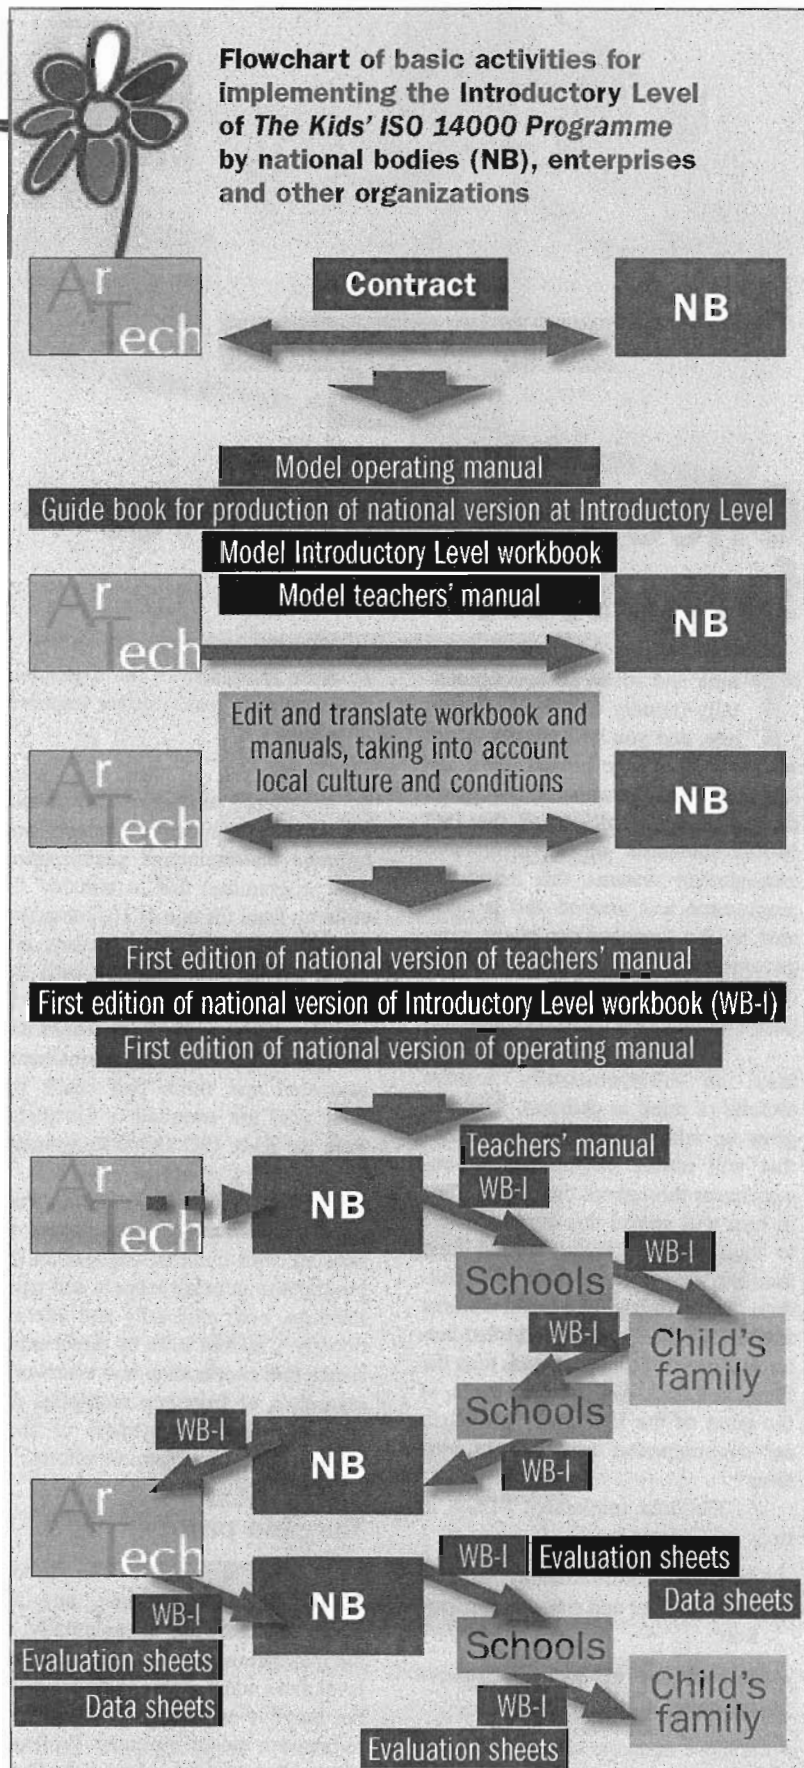 Flowchart of basic activities for
implementing the Introductory Level
of The Kids' ISO 14000 Programme
by national bodies (NB), enterprises
and other organizations
ArTech
Contract
NB
Model operating manual
Guide book for production of national version at Introductory Level
Model Introductory Level workbook
Model teachers' manual
ArTech
NB
Edit and translate workbook and
manuals, taking into account
local culture and conditions
ArTech
NB
First edition of national version of teachers' manual
First edition of national version of Introductory Level workbook (WB-I)
First edition of national version of operating manual
ArTech
NB
Teachers' manual
WB-I
Schools
WB-I
Child's
family
WB-I
Schools
WB-I
NB
WB-I
ArTech
WB-I
Evaluation sheets
Data sheets
NB
WB-I
Evaluation sheets
Data sheets
Schools
WB-I
Evaluation sheets
Child's
family